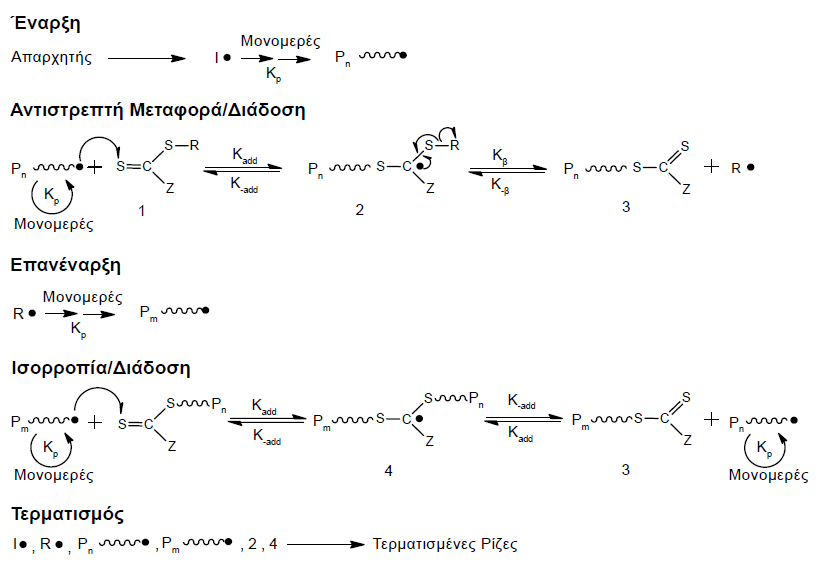 Έναρξη
Απαρχητής I● Μονομερές Kp Pn ●
Αντιστρεπτή Μεταφορά/Διάδοση
Pn ● + S=C S–R Z Kadd K-add Pn S–C● S–R Z Kβ K-β Pn S–C S Z + R●
Kp
Μονομερές 1 2 3
Επανέναρξη
R● Μονομερές Kp Pm ●
Ισορροπία/Διάδοση
Pm ● + S=C S Pn Z Kadd K-add Pm S–C● S Pn Z K-add Kadd Pm S–C S Z + Pn ●
Kp Kp
Μονομερές 4 3 Μονομερές
Τερματισμός
I● , R● , Pn ● , Pm ● , 2 , 4 Τερματισμένες Ρίζες